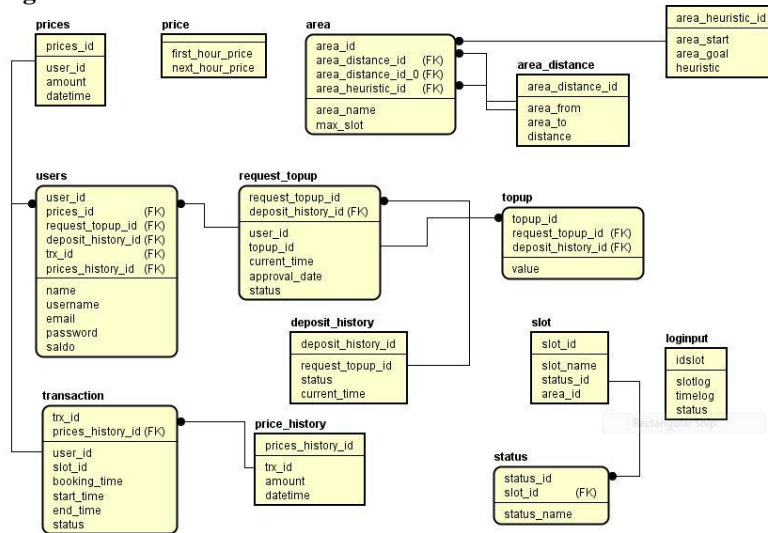 prices
prices_id
user_id
amount
datetime
price
first_hour_price
next_hour_price
area
area_id
area_distance_id (FK)
area_distance_id_0 (FK)
area_heuristic_id (FK)
area_name
max_slot
area_heuristic_id
area_start
area_goal
heuristic
area_distance
area_distance_id
area_from
area_to
distance
users
user_id
prices_id (FK)
request_topup_id (FK)
deposit_history_id (FK)
trx_id (FK)
prices_history_id (FK)
name
username
email
password
saldo
request_topup
request_topup_id
deposit_history_id (FK)
user_id
topup_id
current_time
approval_date
status
topup
topup_id
request_topup_id (FK)
deposit_history_id (FK)
value
deposit_history
deposit_history_id
request_topup_id
status
current_time
slot
slot_id
slot_name
status_id
area_id
loginput
idslot
slotlog
timelog
status
Rectangular Snip
transaction
trx_id
prices_history_id (FK)
user_id
slot_id
booking_time
start_time
end_time
status
price_history
prices_history_id
trx_id
amount
datetime
status
status_id
slot_id (FK)
status_name